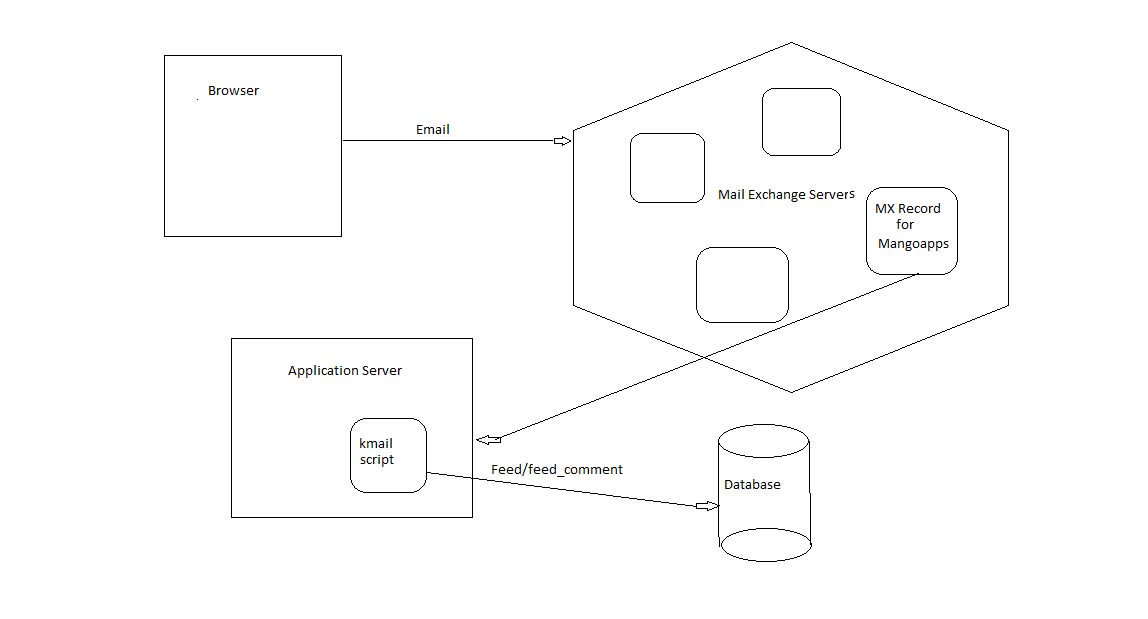 Browser
Email
Mail Exchange Servers
MX Record
for
Mangoapps
Application Server
kmail
script
Feed/feed_comment
Database